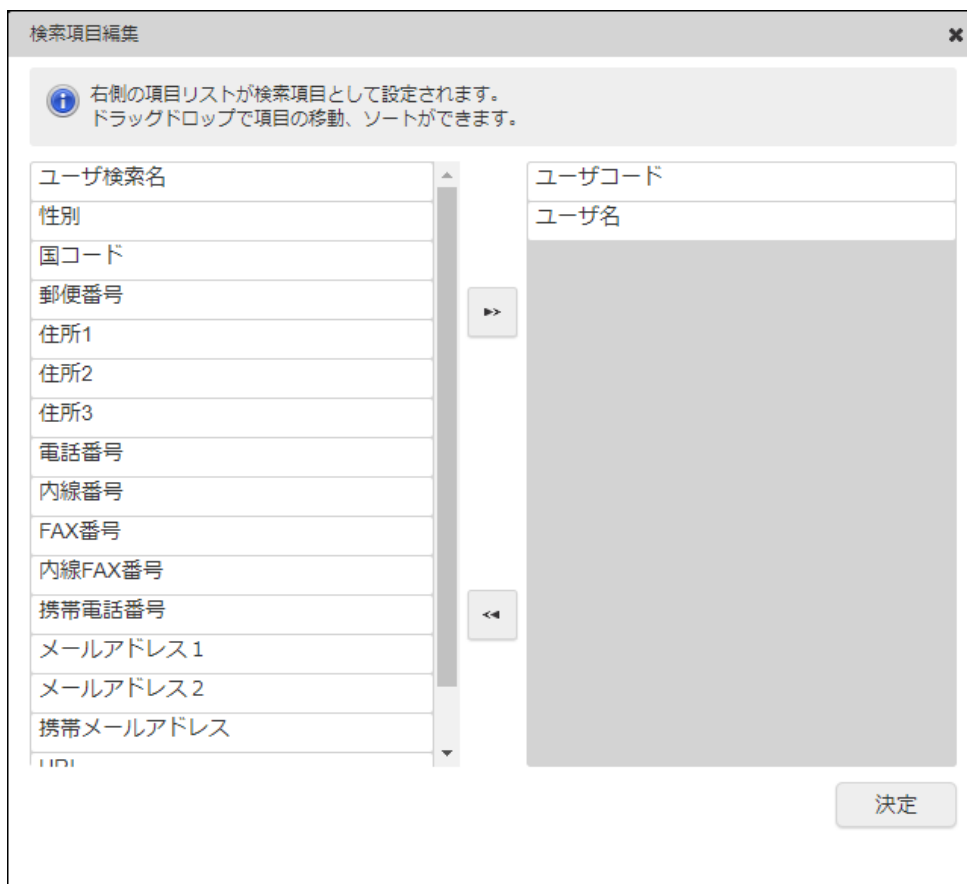 検索項目編集
右側の項目リストが検索項目として設定されます。
ドラッグドロップで項目の移動、ソートができます。
ユーザ検索名
性別
国コード
郵便番号
住所1
住所2
住所3
電話番号
内線番号
FAX番号
内線FAX番号
携帯電話番号
メールアドレス1
メールアドレス2
携帯メールアドレス
URL
ユーザコード
ユーザ名
決定